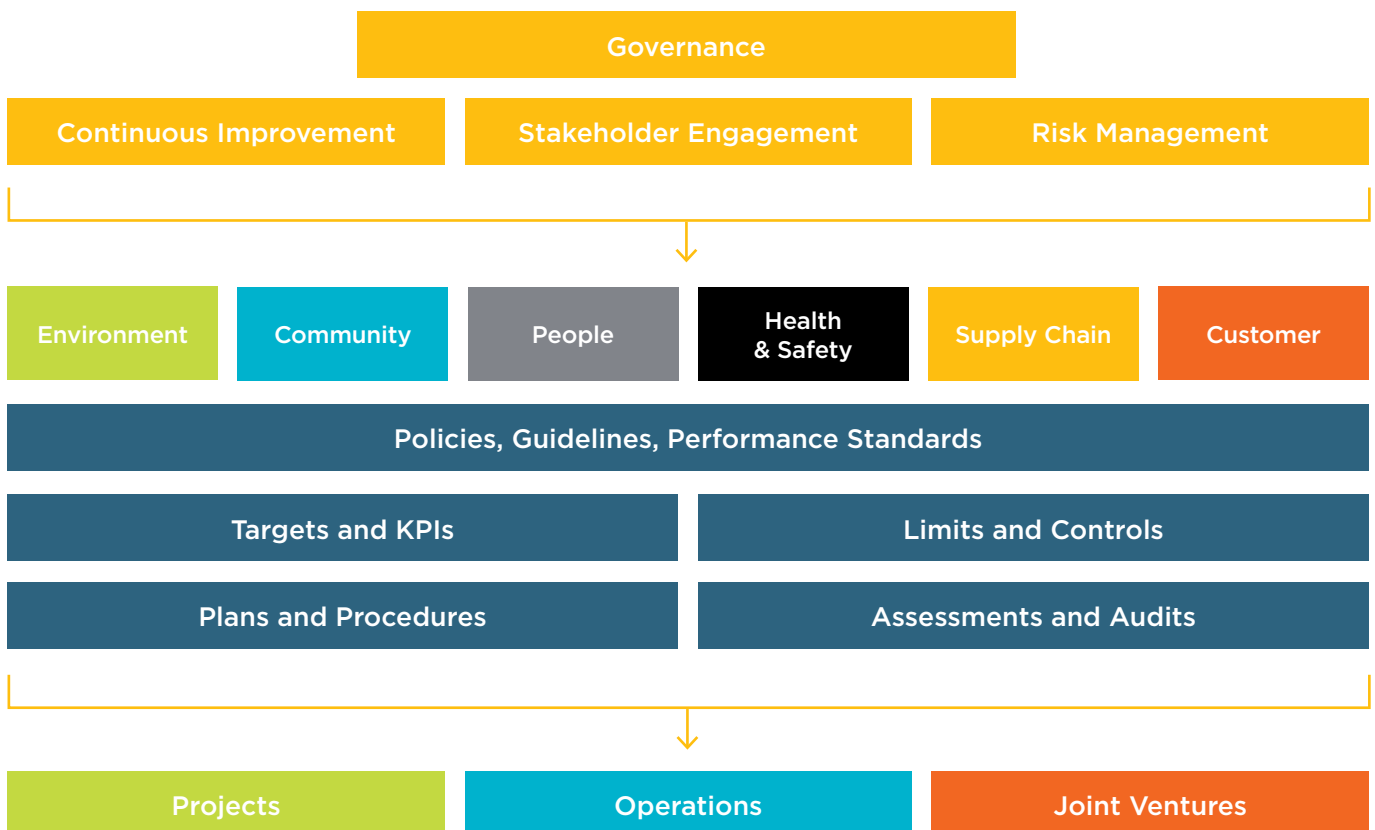 Governance
Continuous Improvement
Stakeholder Engagement
Risk Management
Environment
Community
People
Health
& Safety
Supply Chain
Customer
Policies, Guidelines, Performance Standards
Targets and KPIs
Limits and Controls
Plans and Procedures
Assessments and Audits
Projects
Operations
Joint Ventures